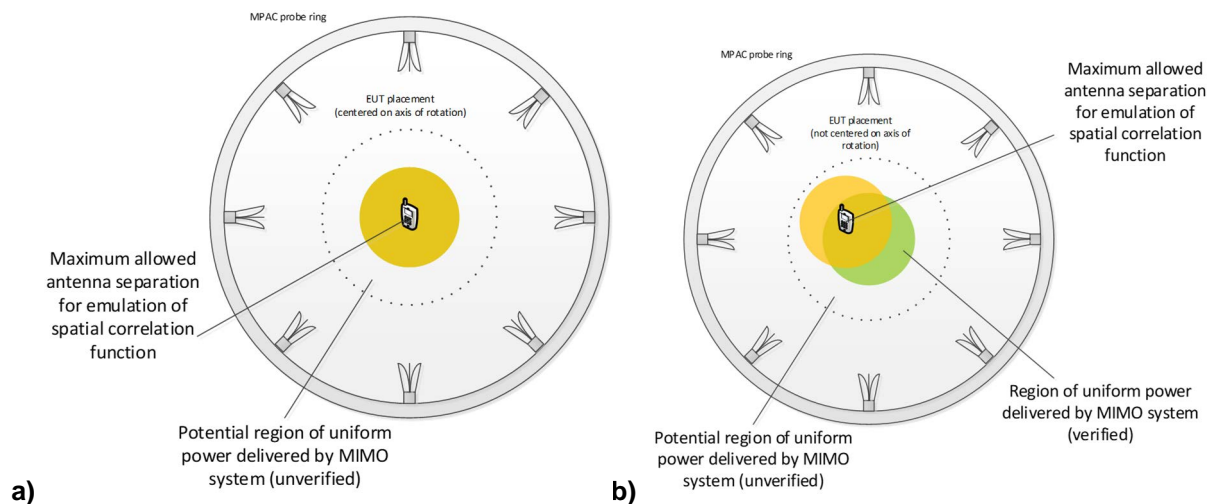 MPAC probe ring
EUT placement
(centered on axis of rotation)
Maximum allowed
antenna separation
for emulation of
spatial correlation
function
Potential region of uniform
power delivered by MIMO
system (unverified)
a)
MPAC probe ring
Maximum allowed
antenna separation
for emulation of
spatial correlation
function
EUT placement
(not centered on axis of
rotation)
Region of uniform power
delivered by MIMO system
(verified)
Potential region of uniform
power delivered by MIMO
system (unverified)
b)